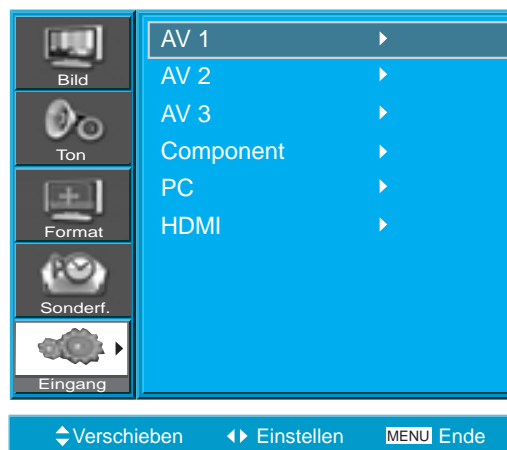 Bild
Ton
Format
Sonderf.
Eingang
AV 1
AV 2
AV 3
Component
PC
HDMI
Verschieben Einstellen MENU Ende